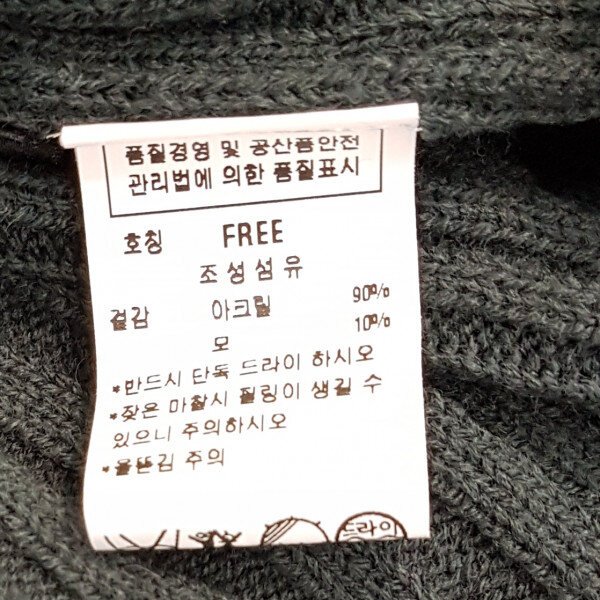 품질경영 및 공산품안전
관리법에 의한 품질표시
호칭 FREE
조성섬유
겉감 아크릴 90%
모 10%
*반드시 단독 드라이 하시오
*잦은 마찰시 필링이 생길 수
있으니 주의하시오
*올뜯김 주의
드라이